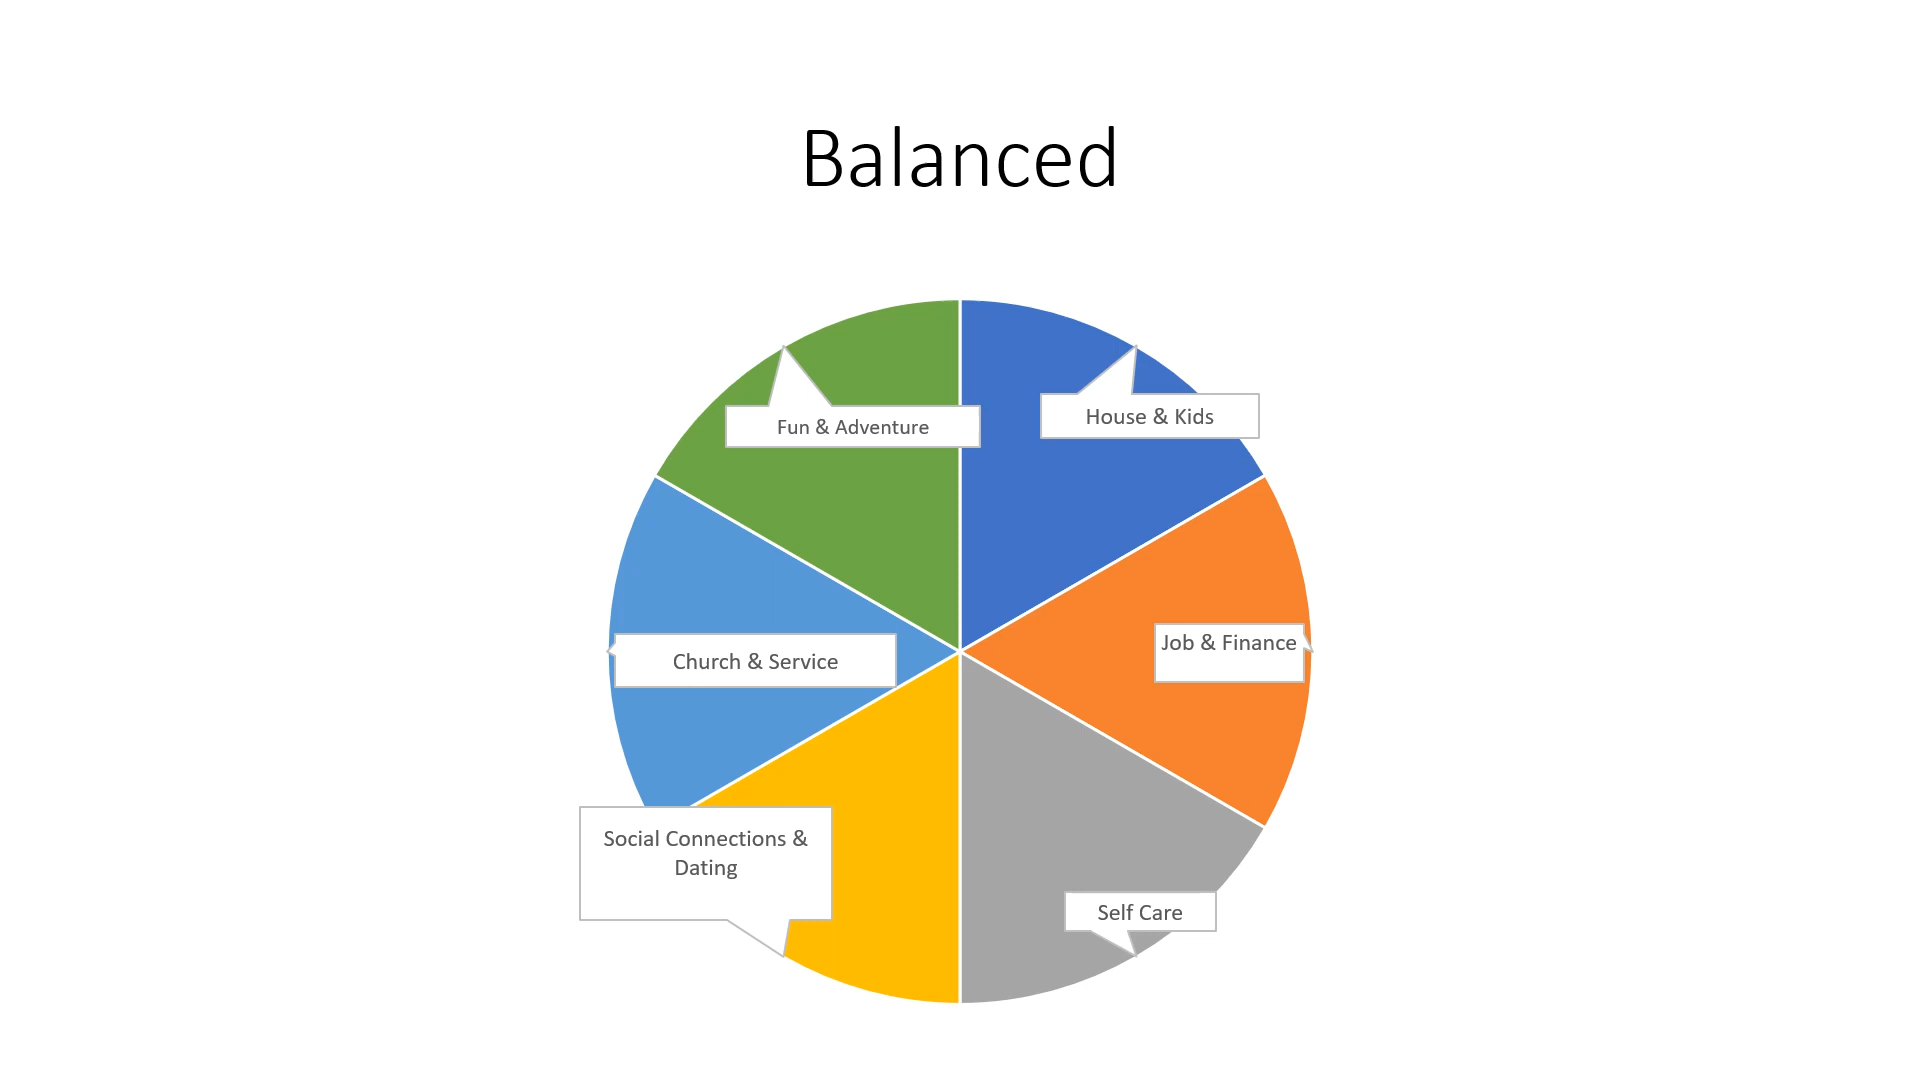 Balanced
Fun & Adventure
House & Kids
Job & Finance
Church & Service
Social Connections &
Dating
Self Care